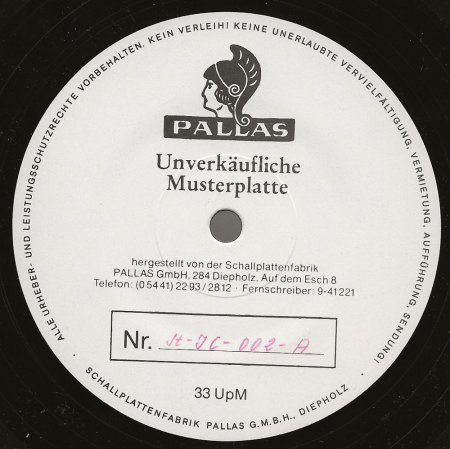 ALLE URHEBER- UND LEISTUNGSSCHUTZRECHTE VORBEHALTEN. KEIN VERLEIH! KEINE UNERLAUBTE VERVIELFÄLTIGUNG, VERMIETUNG, AUFFÜHRUNG, SENDUNG!
PALLAS
Unverkäufliche
Musterplatte
hergestellt von der Schallplattenfabrik
PALLAS GmbH, 284 Diepholz, Auf dem Esch 8
Telefon: (05441) 2293/2812 · Fernschreiber: 9-41221
Nr. H-JC-002-A
33 UpM
· SCHALLPLATTENFABRIK PALLAS G.M.B.H., DIEPHOLZ ·